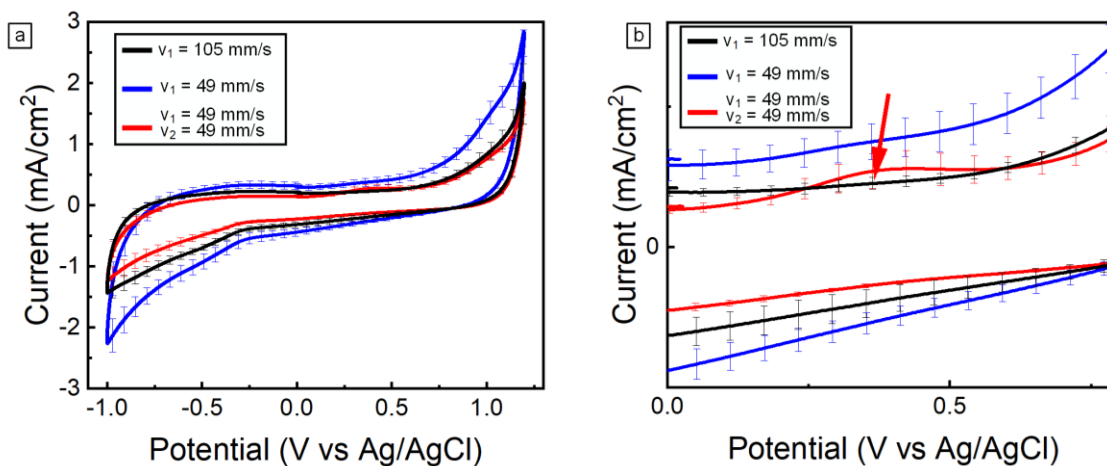 a
v₁ = 105 mm/s
v₁ = 49 mm/s
v₁ = 49 mm/s
v₂ = 49 mm/s
Current (mA/cm²)
3
2
1
0
-1
-2
-3
-1.0 -0.5 0.0 0.5 1.0
Potential (V vs Ag/AgCl)
b
v₁ = 105 mm/s
v₁ = 49 mm/s
v₁ = 49 mm/s
v₂ = 49 mm/s
Current (mA/cm²)
0
0.0 0.5
Potential (V vs Ag/AgCl)